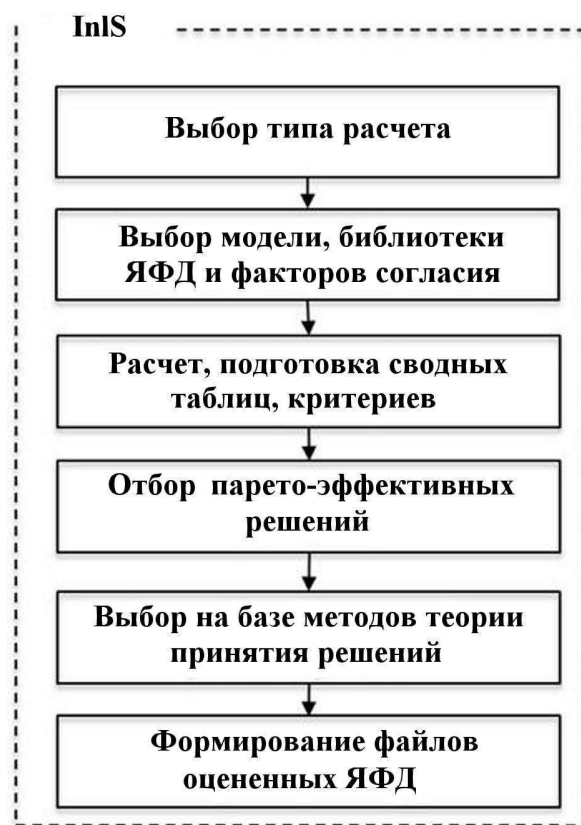 InlS
Выбор типа расчета
Выбор модели, библиотеки
ЯФД и факторов согласия
Расчет, подготовка сводных
таблиц, критериев
Отбор парето-эффективных
решений
Выбор на базе методов теории
принятия решений
Формирование файлов
оцененных ЯФД